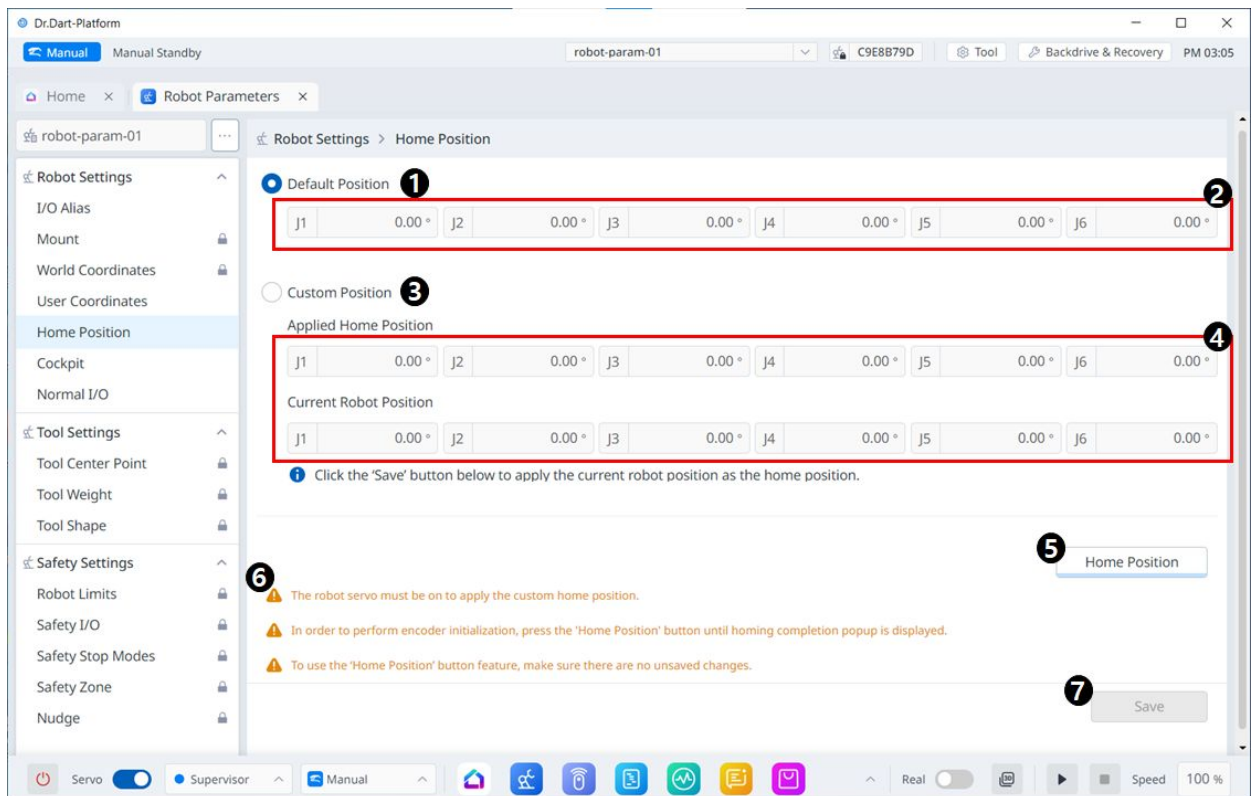 Dr.Dart-Platform
Manual Manual Standby robot-param-01 C9E8B79D Tool Backdrive & Recovery PM 03:05
Home × Robot Parameters ×
robot-param-01 ... Robot Settings > Home Position
Robot Settings
I/O Alias
Mount
World Coordinates
User Coordinates
Home Position
Cockpit
Normal I/O
Tool Settings
Tool Center Point
Tool Weight
Tool Shape
Safety Settings
Robot Limits
Safety I/O
Safety Stop Modes
Safety Zone
Nudge
Default Position 1
2
J1 0.00 ° J2 0.00 ° J3 0.00 ° J4 0.00 ° J5 0.00 ° J6 0.00 °
Custom Position 3
Applied Home Position
4
J1 0.00 ° J2 0.00 ° J3 0.00 ° J4 0.00 ° J5 0.00 ° J6 0.00 °
Current Robot Position
J1 0.00 ° J2 0.00 ° J3 0.00 ° J4 0.00 ° J5 0.00 ° J6 0.00 °
Click the 'Save' button below to apply the current robot position as the home position.
5 Home Position
6
The robot servo must be on to apply the custom home position.
In order to perform encoder initialization, press the 'Home Position' button until homing completion popup is displayed.
To use the 'Home Position' button feature, make sure there are no unsaved changes.
7 Save
Servo Supervisor Manual Real 3D Speed 100 %